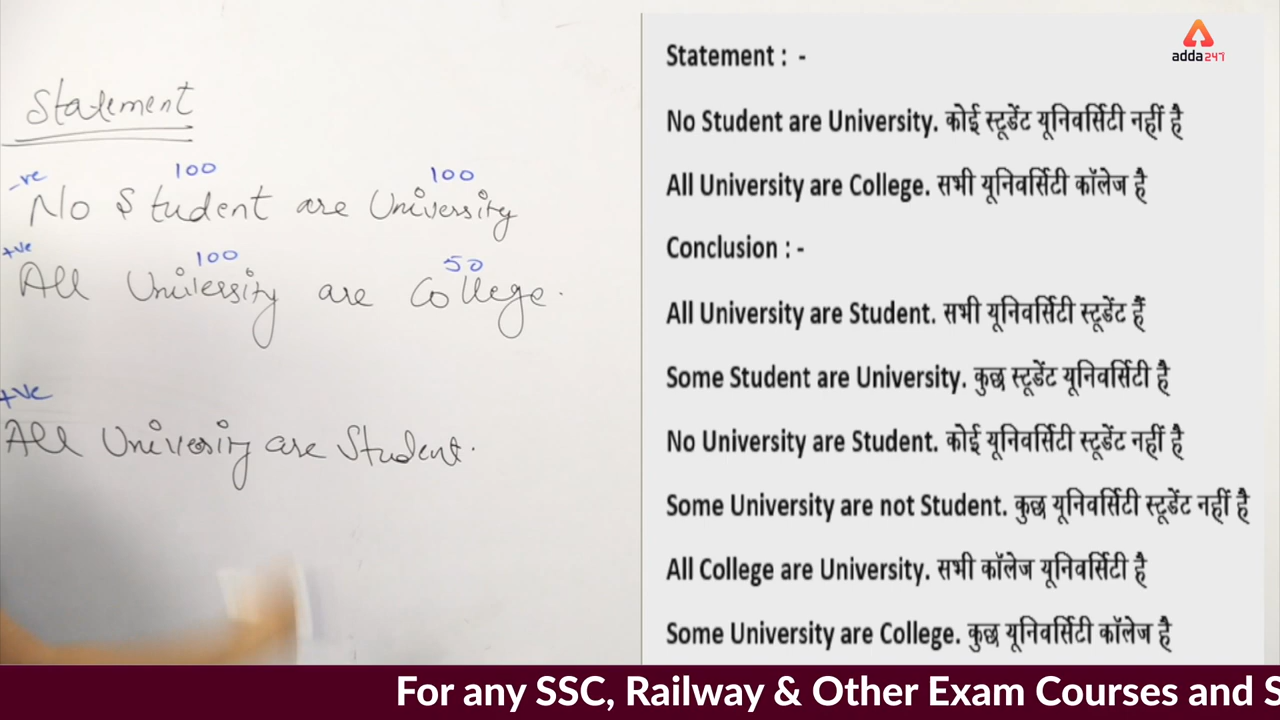 Statement
-ve 100 100
No Student are University
+ve 100 50
All University are College.
+ve
All University are Student.
adda247
Statement : -
No Student are University. कोई स्टूडेंट यूनिवर्सिटी नहीं है
All University are College. सभी यूनिवर्सिटी कॉलेज है
Conclusion : -
All University are Student. सभी यूनिवर्सिटी स्टूडेंट हैं
Some Student are University. कुछ स्टूडेंट यूनिवर्सिटी है
No University are Student. कोई यूनिवर्सिटी स्टूडेंट नहीं है
Some University are not Student. कुछ यूनिवर्सिटी स्टूडेंट नहीं है
All College are University. सभी कॉलेज यूनिवर्सिटी है
Some University are College. कुछ यूनिवर्सिटी कॉलेज है
For any SSC, Railway & Other Exam Courses and S